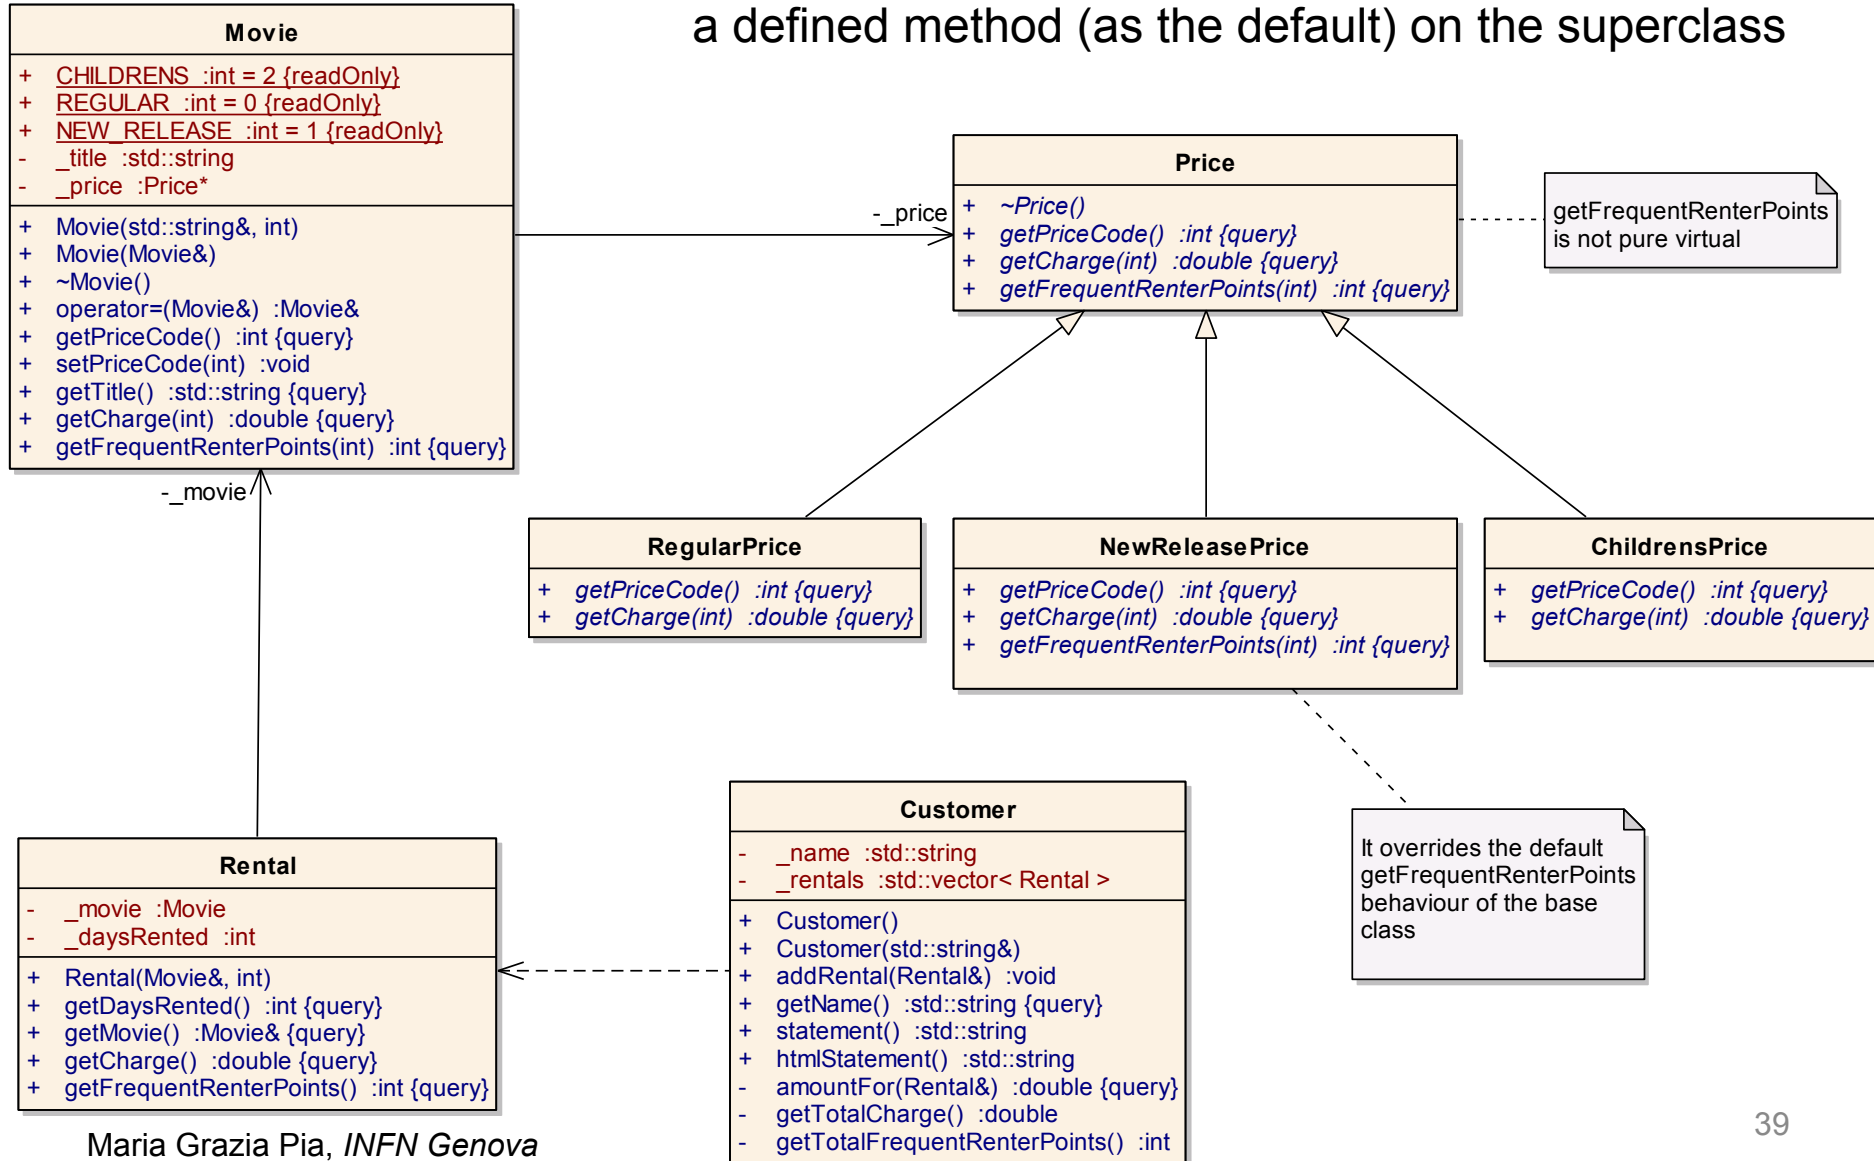 a defined method (as the default) on the superclass
Movie
+ CHILDRENS :int = 2 {readOnly}
+ REGULAR :int = 0 {readOnly}
+ NEW_RELEASE :int = 1 {readOnly}
- _title :std::string
- _price :Price*
+ Movie(std::string&, int)
+ Movie(Movie&)
+ ~Movie()
+ operator=(Movie&) :Movie&
+ getPriceCode() :int {query}
+ setPriceCode(int) :void
+ getTitle() :std::string {query}
+ getCharge(int) :double {query}
+ getFrequentRenterPoints(int) :int {query}
-_price
Price
+ ~Price()
+ getPriceCode() :int {query}
+ getCharge(int) :double {query}
+ getFrequentRenterPoints(int) :int {query}
getFrequentRenterPoints
is not pure virtual
-_movie
RegularPrice
+ getPriceCode() :int {query}
+ getCharge(int) :double {query}
NewReleasePrice
+ getPriceCode() :int {query}
+ getCharge(int) :double {query}
+ getFrequentRenterPoints(int) :int {query}
ChildrensPrice
+ getPriceCode() :int {query}
+ getCharge(int) :double {query}
Rental
- _movie :Movie
- _daysRented :int
+ Rental(Movie&, int)
+ getDaysRented() :int {query}
+ getMovie() :Movie& {query}
+ getCharge() :double {query}
+ getFrequentRenterPoints() :int {query}
Customer
- _name :std::string
- _rentals :std::vector< Rental >
+ Customer()
+ Customer(std::string&)
+ addRental(Rental&) :void
+ getName() :std::string {query}
+ statement() :std::string
+ htmlStatement() :std::string
- amountFor(Rental&) :double {query}
- getTotalCharge() :double
- getTotalFrequentRenterPoints() :int
It overrides the default
getFrequentRenterPoints
behaviour of the base
class
Maria Grazia Pia, INFN Genova
39